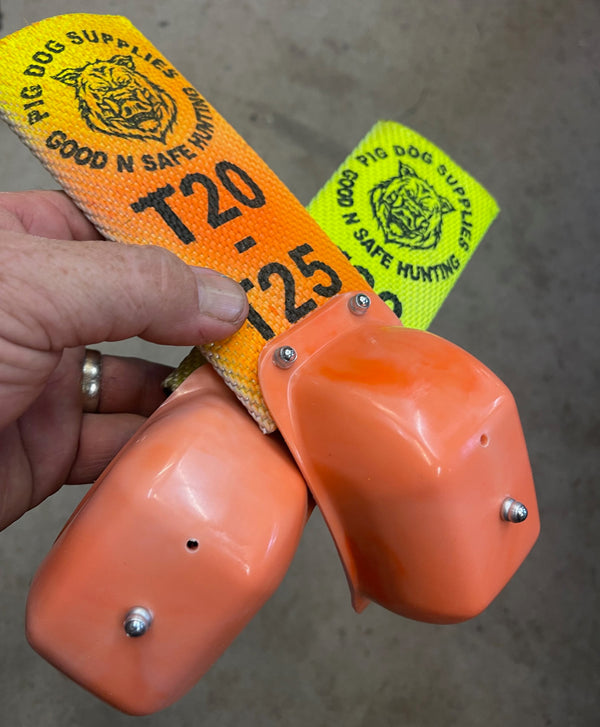 PIG DOG SUPPLIES
GOOD N SAFE HUNTING
T20
-
T25
PIG DOG SUPPLIES
GOOD N SAFE HUNTING